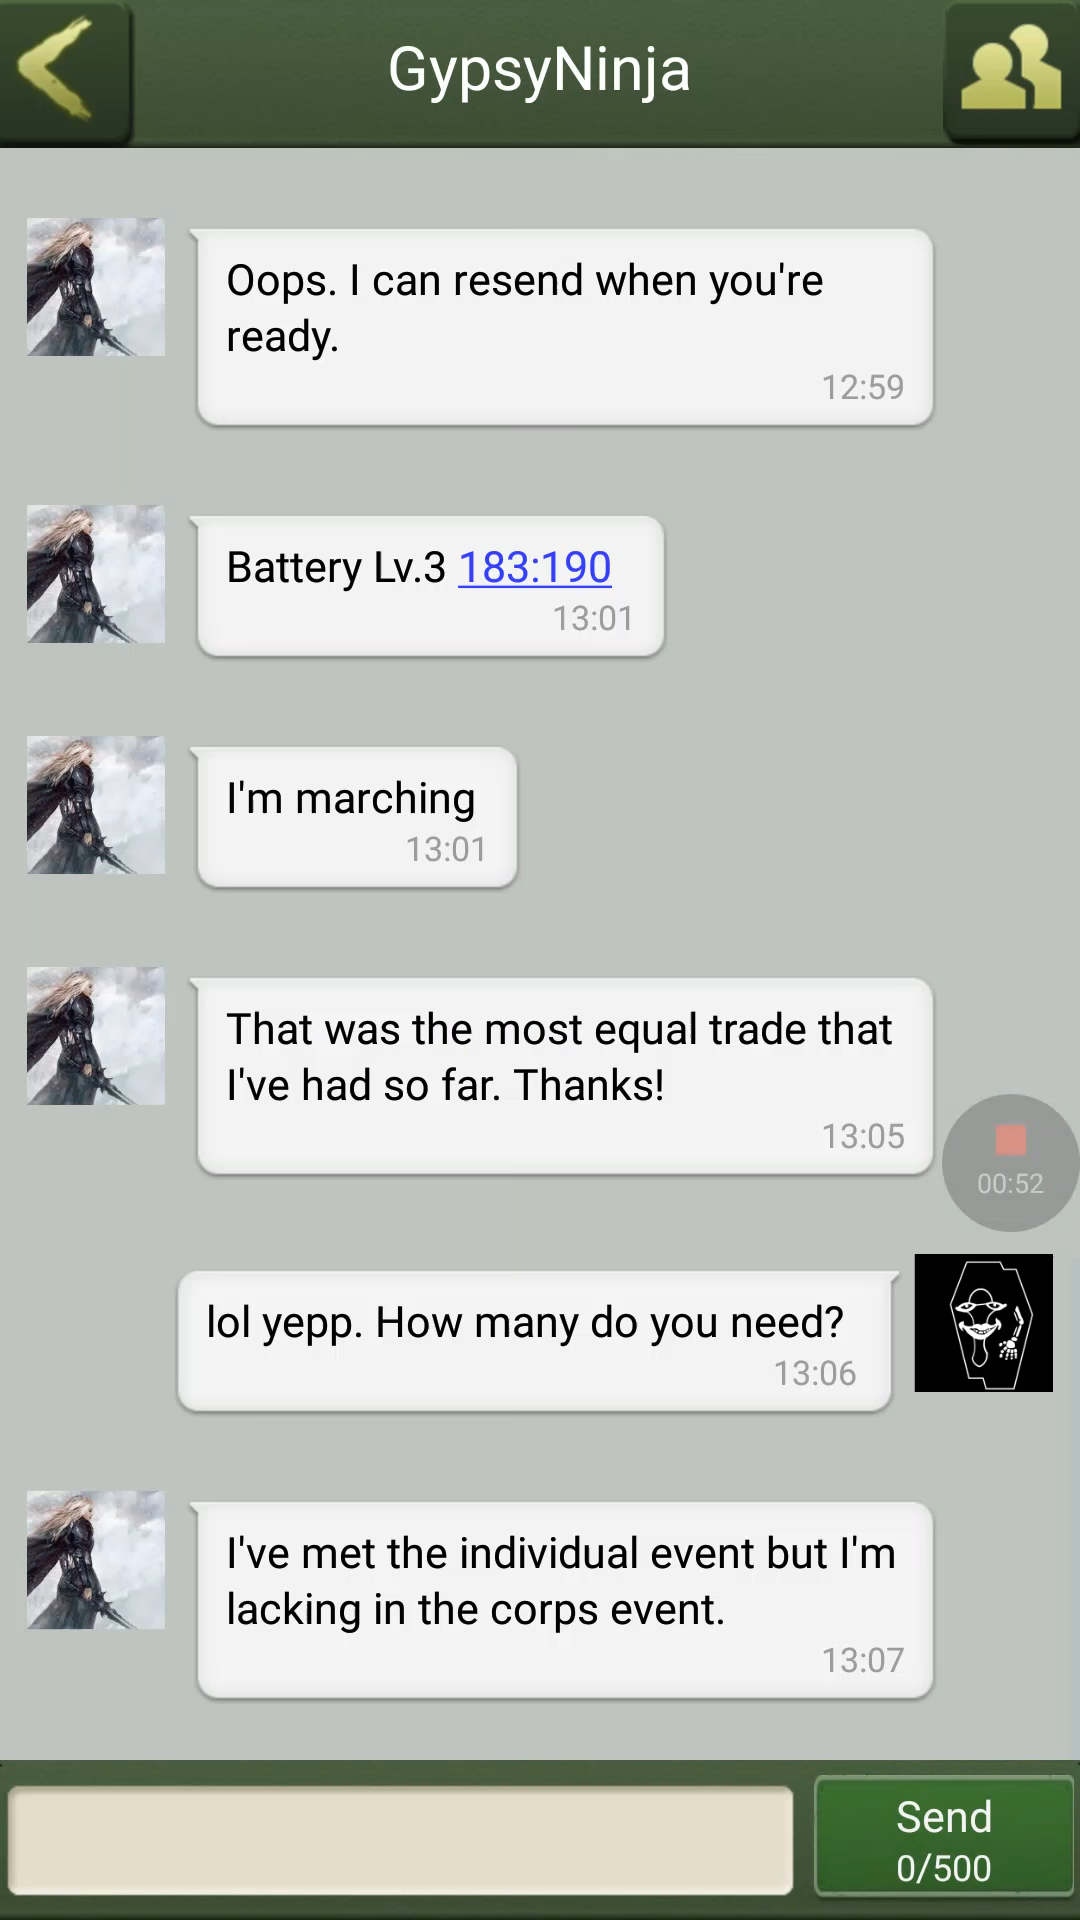 GypsyNinja
Oops. I can resend when you're
ready.
12:59
Battery Lv.3 183:190
13:01
I'm marching
13:01
That was the most equal trade that
I've had so far. Thanks!
13:05
00:52
lol yepp. How many do you need?
13:06
I've met the individual event but I'm
lacking in the corps event.
13:07
Send
0/500